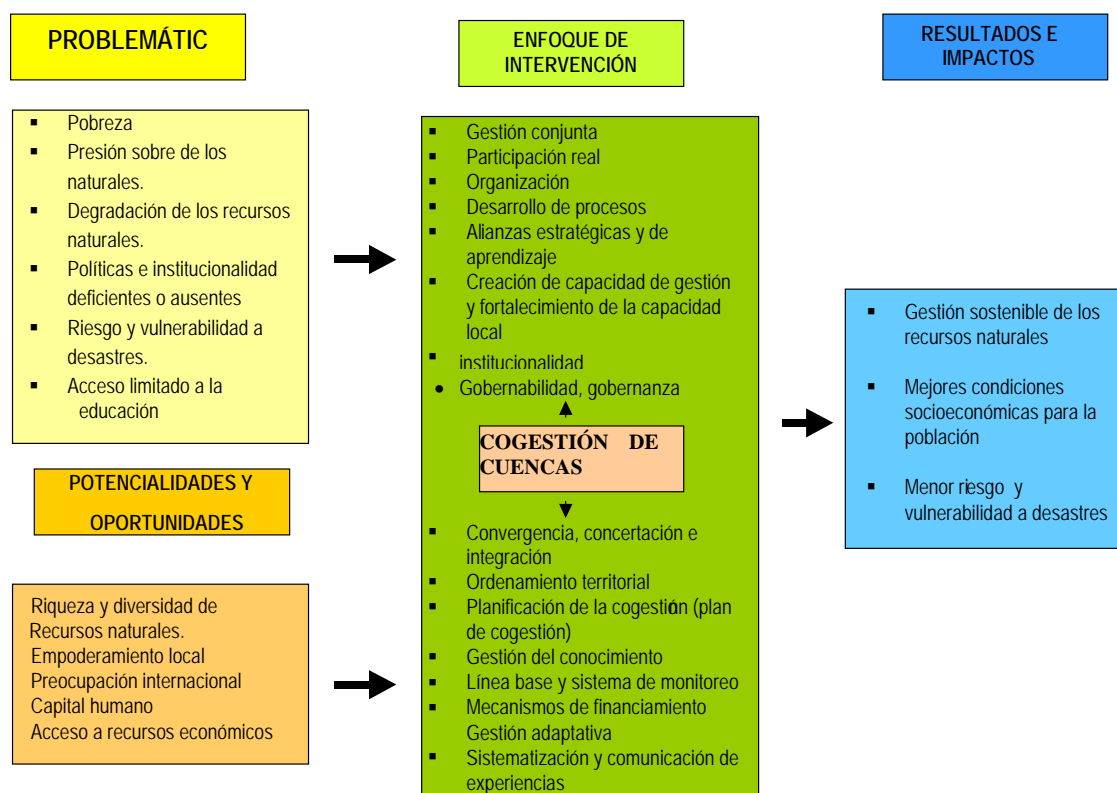 PROBLEMÁTIC
▪ Pobreza
▪ Presión sobre de los
naturales.
▪ Degradación de los recursos
naturales.
▪ Políticas e institucionalidad
deficientes o ausentes
▪ Riesgo y vulnerabilidad a
desastres.
▪ Acceso limitado a la
educación
POTENCIALIDADES Y
OPORTUNIDADES
Riqueza y diversidad de
Recursos naturales.
Empoderamiento local
Preocupación internacional
Capital humano
Acceso a recursos económicos
ENFOQUE DE
INTERVENCIÓN
▪ Gestión conjunta
▪ Participación real
▪ Organización
▪ Desarrollo de procesos
▪ Alianzas estratégicas y de
aprendizaje
▪ Creación de capacidad de gestión
y fortalecimiento de la capacidad
local
▪ institucionalidad
● Gobernabilidad, gobernanza
COGESTIÓN DE
CUENCAS
▪ Convergencia, concertación e
integración
▪ Ordenamiento territorial
▪ Planificación de la cogestión (plan
de cogestión)
▪ Gestión del conocimiento
▪ Línea base y sistema de monitoreo
▪ Mecanismos de financiamiento
Gestión adaptativa
▪ Sistematización y comunicación de
experiencias
RESULTADOS E
IMPACTOS
▪ Gestión sostenible de los
recursos naturales
▪ Mejores condiciones
socioeconómicas para la
población
▪ Menor riesgo y
vulnerabilidad a desastres